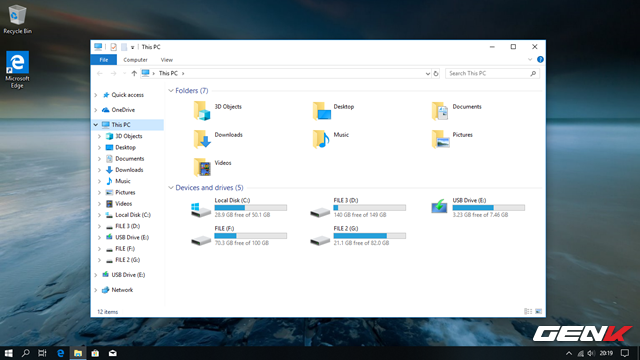 Recycle Bin
Microsoft
Edge
This PC
File
Computer
View
This PC
Search This PC
Quick access
OneDrive
This PC
3D Objects
Desktop
Documents
Downloads
Music
Pictures
Videos
Local Disk (C:)
FILE 3 (D:)
USB Drive (E:)
FILE (F:)
FILE 2 (G:)
USB Drive (E:)
Network
Folders (7)
3D Objects
Desktop
Documents
Downloads
Music
Pictures
Videos
Devices and drives (5)
Local Disk (C:)
28.9 GB free of 50.1 GB
FILE 3 (D:)
140 GB free of 149 GB
USB Drive (E:)
3.23 GB free of 7.46 GB
FILE (F:)
70.3 GB free of 100 GB
FILE 2 (G:)
21.1 GB free of 82.0 GB
12 items
GENK
20:19